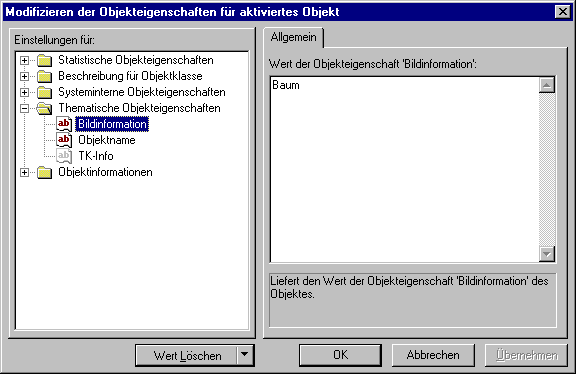 Modifizieren der Objekteigenschaften für aktiviertes Objekt
Einstellungen für:
Statistische Objekteigenschaften
Beschreibung für Objektklasse
Systeminterne Objekteigenschaften
Thematische Objekteigenschaften
ab Bildinformation
ab Objektname
ab TK-Info
Objektinformationen
Wert Löschen
Allgemein
Wert der Objekteigenschaft 'Bildinformation':
Baum
Liefert den Wert der Objekteigenschaft 'Bildinformation' des
Objektes.
OK
Abbrechen
Übernehmen